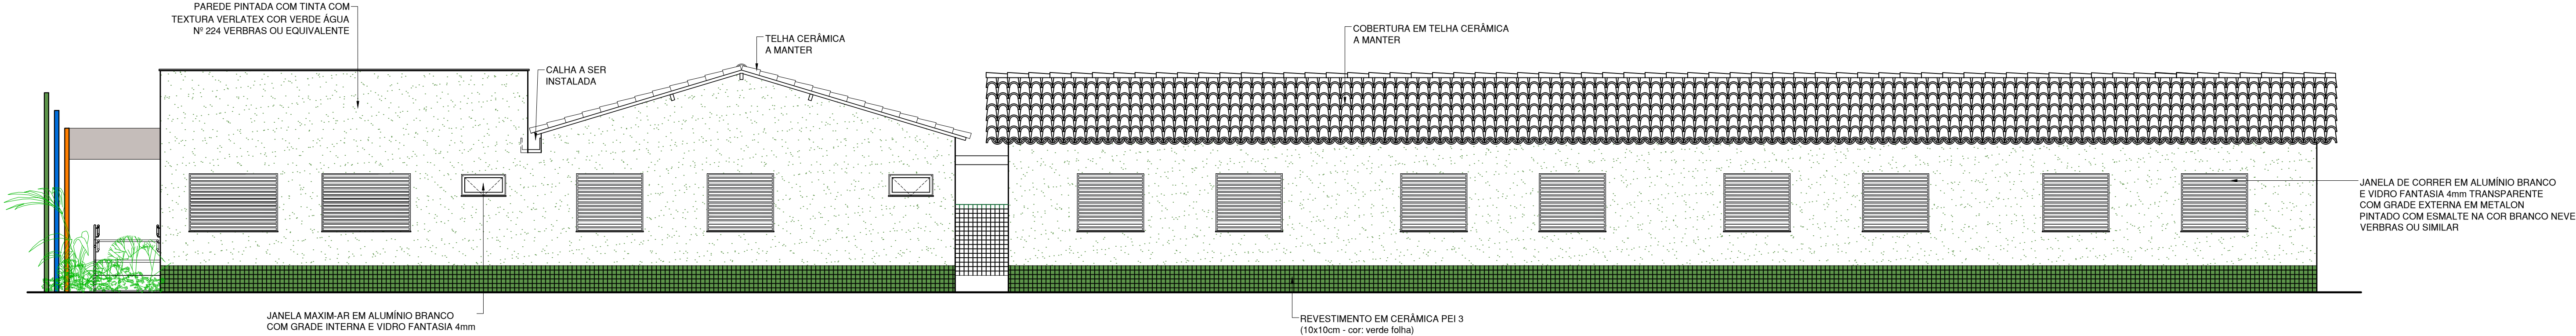 PAREDE PINTADA COM TINTA COM
TEXTURA VERLATEX COR VERDE ÁGUA
Nº 224 VERBRAS OU EQUIVALENTE
CALHA A SER
INSTALADA
TELHA CERÂMICA
A MANTER
COBERTURA EM TELHA CERÂMICA
A MANTER
JANELA DE CORRER EM ALUMÍNIO BRANCO
E VIDRO FANTASIA 4mm TRANSPARENTE
COM GRADE EXTERNA EM METALON
PINTADO COM ESMALTE NA COR BRANCO NEVE
VERBRAS OU SIMILAR
JANELA MAXIM-AR EM ALUMÍNIO BRANCO
COM GRADE INTERNA E VIDRO FANTASIA 4mm
REVESTIMENTO EM CERÂMICA PEI 3
(10x10cm - cor: verde folha)